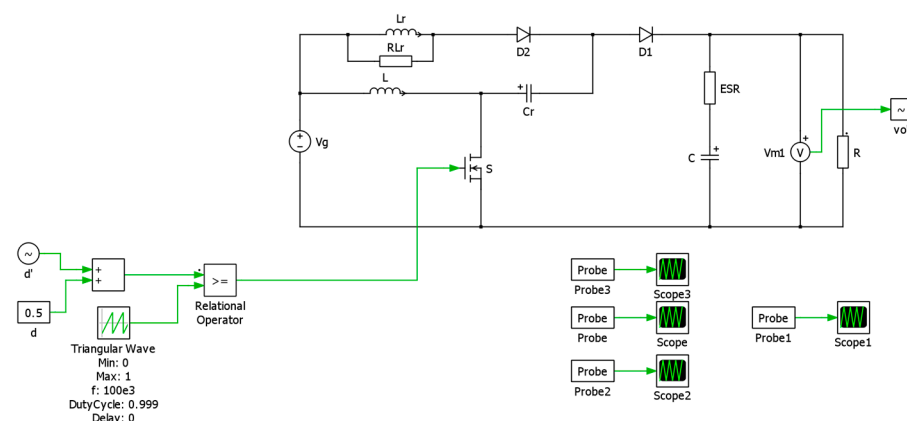 Lr
RLr
D2
D1
L
Cr
ESR
Vg
S
C
Vm1
V
R
~
vo
~
d'
+
+
0.5
d
>=
Relational
Operator
Triangular Wave
Min: 0
Max: 1
f: 100e3
DutyCycle: 0.999
Delay: 0
Probe
Probe3
Scope3
Probe
Probe
Scope
Probe
Probe1
Scope1
Probe
Probe2
Scope2